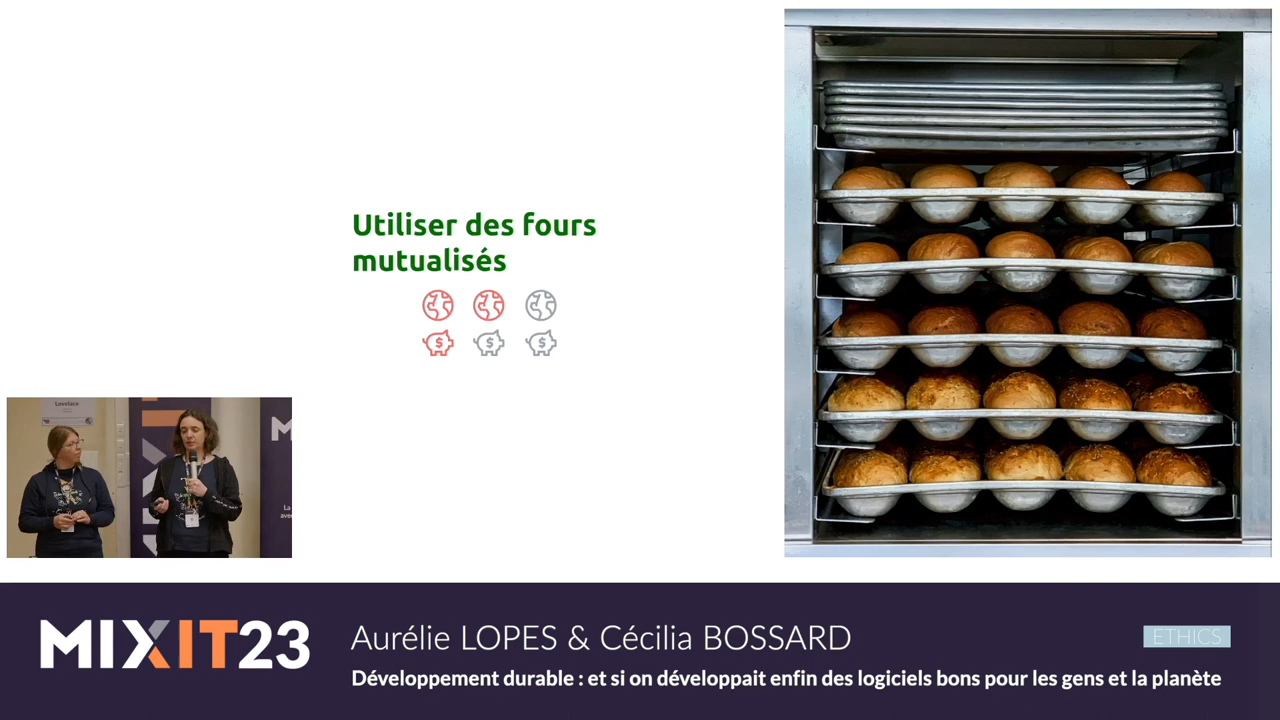 Utiliser des fours
mutualisés
Lovelace
MIXIT23
Aurélie LOPES & Cécilia BOSSARD
ETHICS
Développement durable : et si on développait enfin des logiciels bons pour les gens et la planète